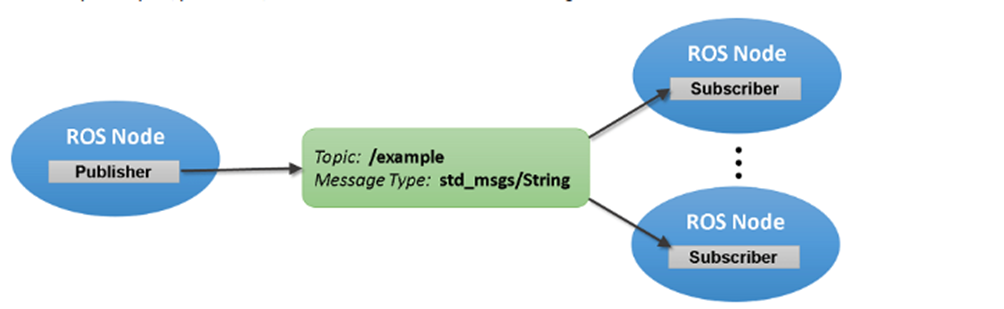 ROS Node
Publisher
Topic: /example
Message Type: std_msgs/String
ROS Node
Subscriber
ROS Node
Subscriber